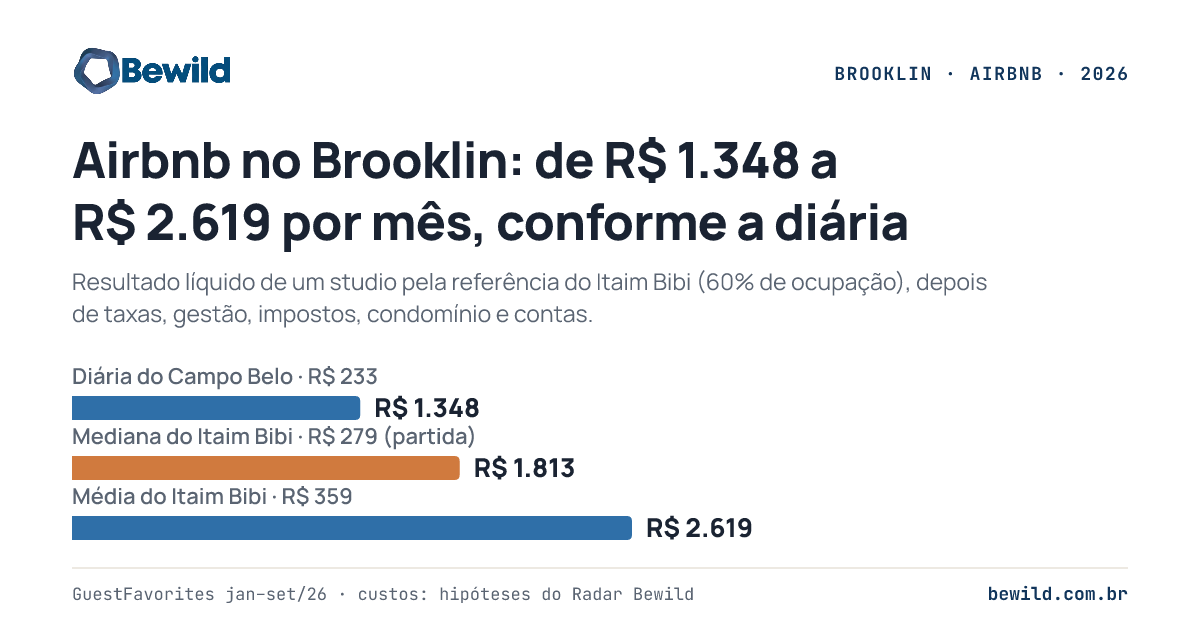 Bewild
BROOKLIN · AIRBNB · 2026
Airbnb no Brooklin: de R$ 1.348 a
R$ 2.619 por mês, conforme a diária
Resultado líquido de um studio pela referência do Itaim Bibi (60% de ocupação), depois
de taxas, gestão, impostos, condomínio e contas.
Diária do Campo Belo · R$ 233
R$ 1.348
Mediana do Itaim Bibi · R$ 279 (partida)
R$ 1.813
Média do Itaim Bibi · R$ 359
R$ 2.619
GuestFavorites jan-set/26 · custos: hipóteses do Radar Bewild
bewild.com.br